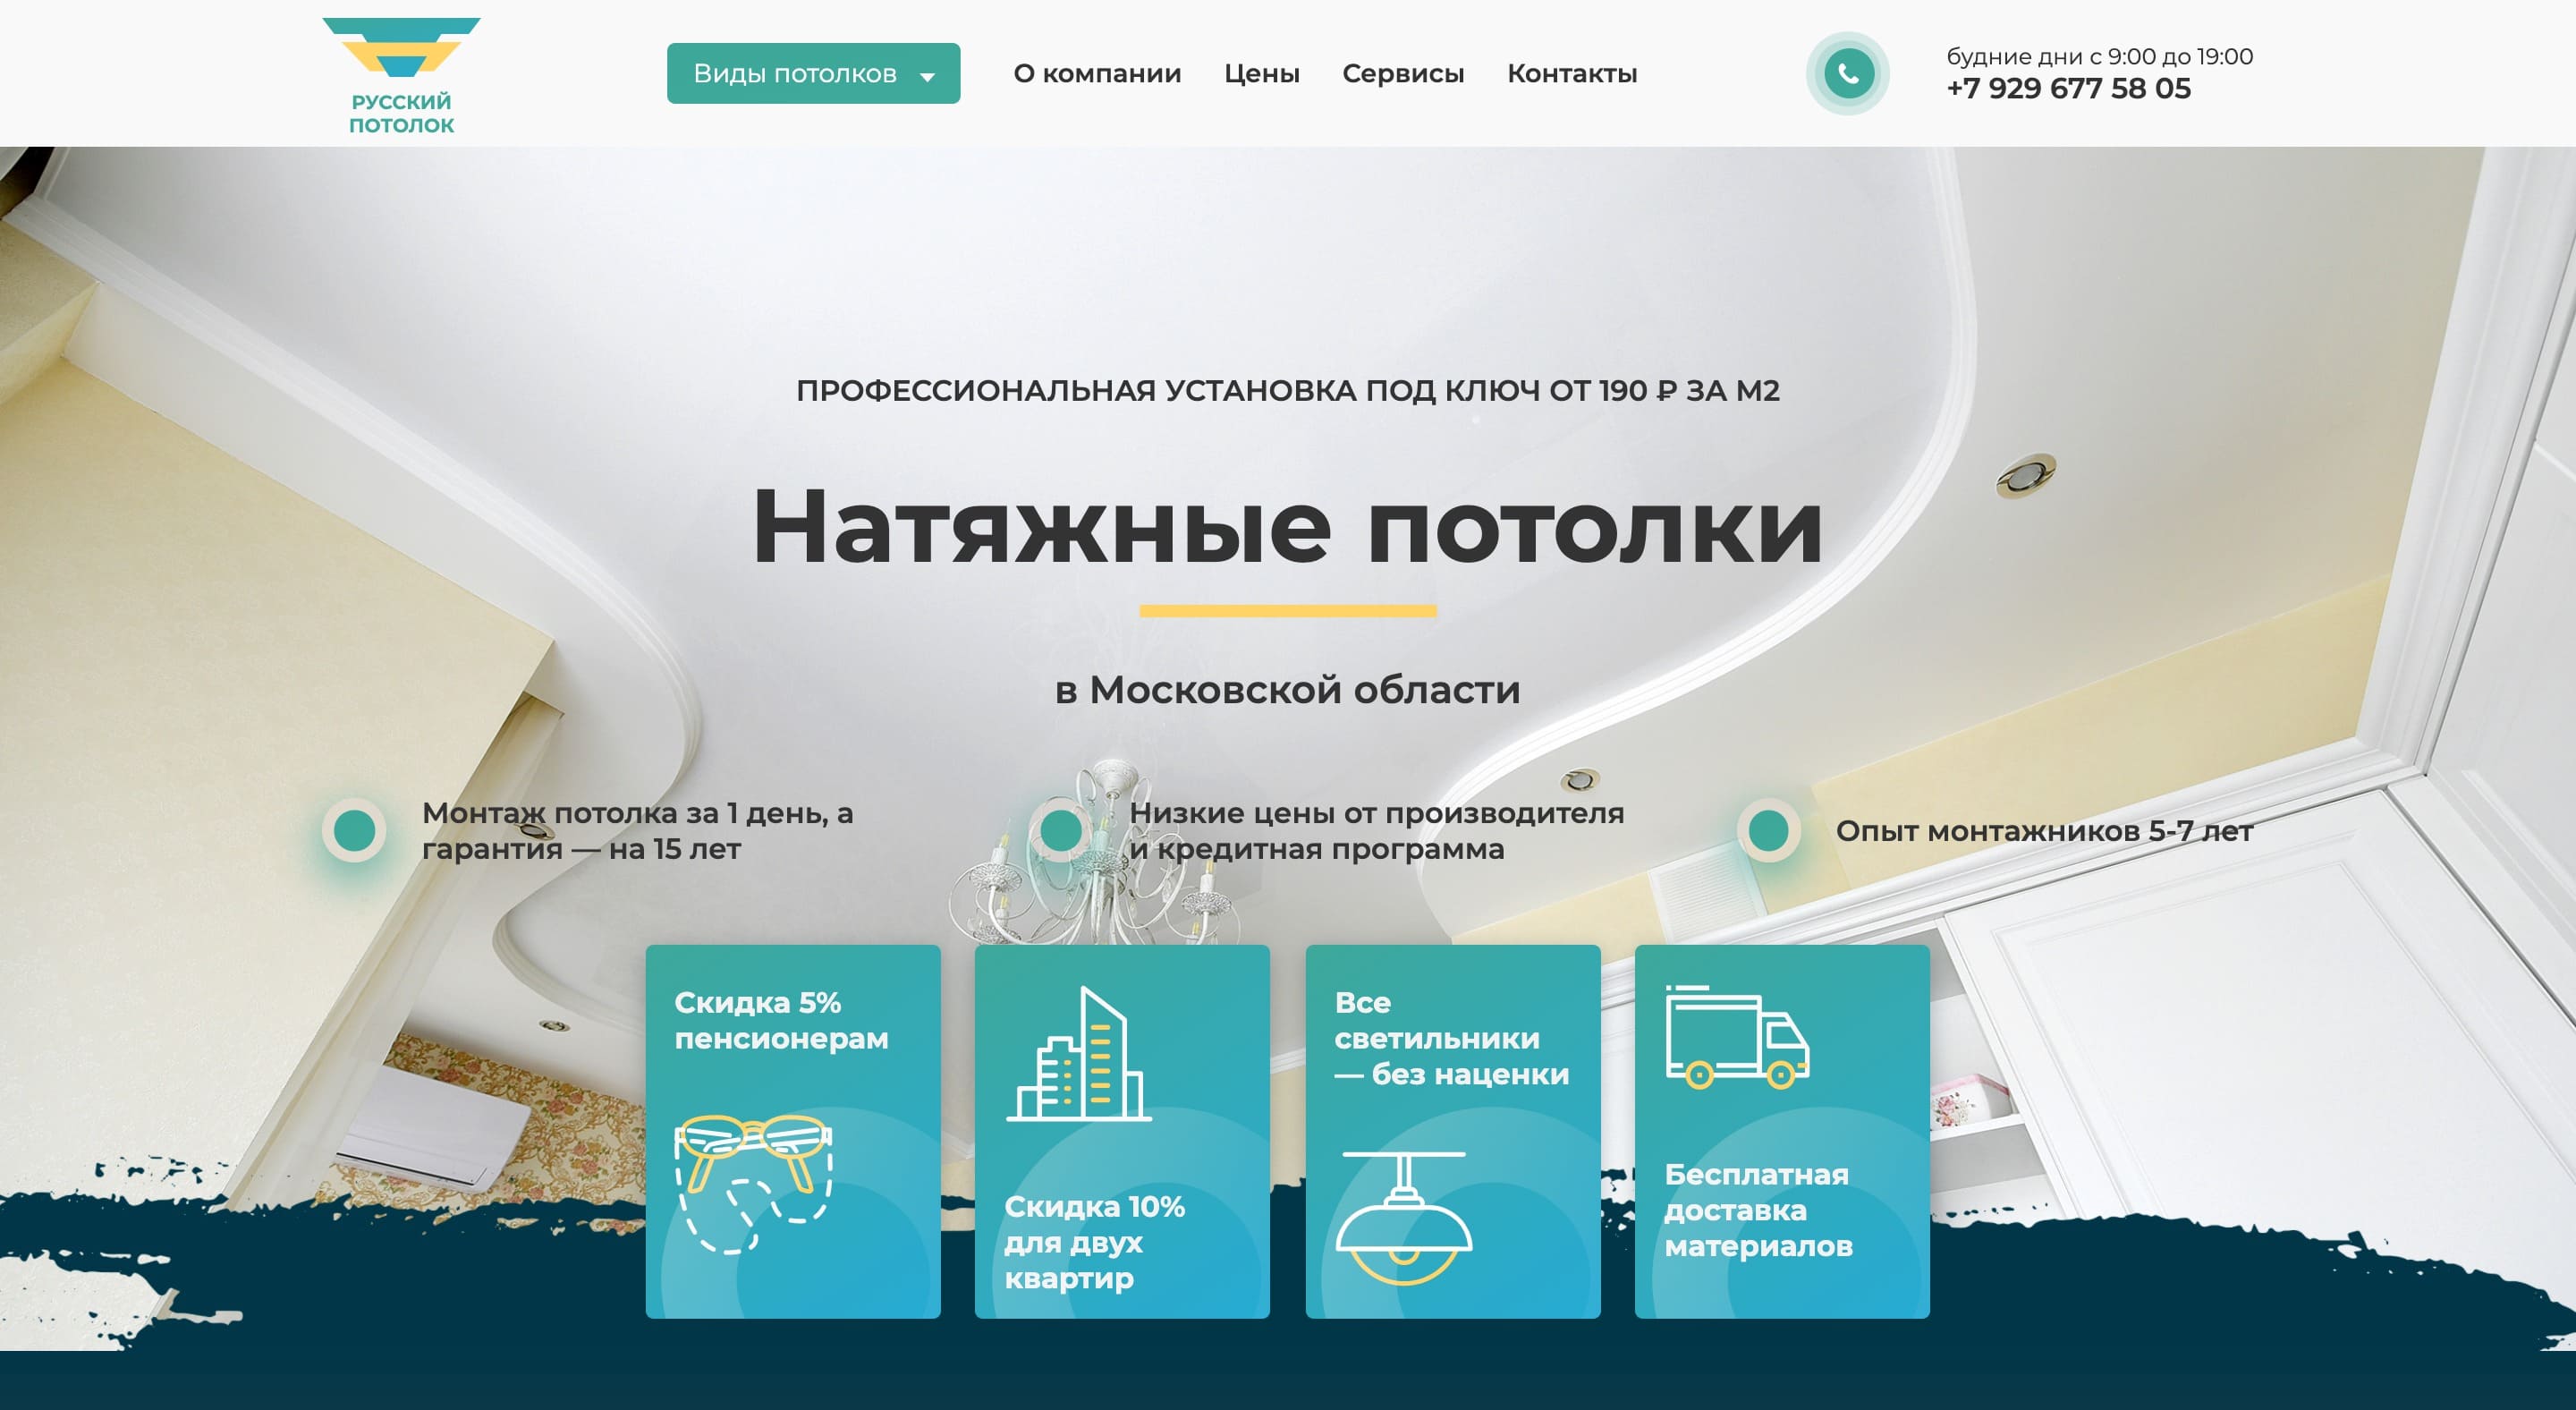 РУССКИЙ
ПОТОЛОК
Виды потолков
О компании
Цены
Сервисы
Контакты
будние дни с 9:00 до 19:00
+7 929 677 58 05
ПРОФЕССИОНАЛЬНАЯ УСТАНОВКА ПОД КЛЮЧ ОТ 190 ₽ ЗА М2
Натяжные потолки
в Московской области
Монтаж потолка за 1 день, а
гарантия — на 15 лет
Низкие цены от производителя
и кредитная программа
Опыт монтажников 5-7 лет
Скидка 5%
пенсионерам
Скидка 10%
для двух
квартир
Все
светильники
— без наценки
Бесплатная
доставка
материалов